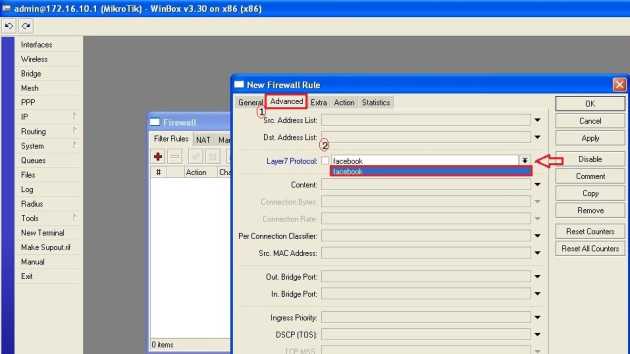 admin@172.16.10.1 (MikroTik) - WinBox v3.30 on x86 (x86)
Interfaces
Wireless
Bridge
Mesh
PPP
IP
Routing
System
Queues
Files
Log
Radius
Tools
New Terminal
Make Supout.rif
Manual
Exit
Firewall
Filter Rules NAT
# Action
0 items
New Firewall Rule
General Advanced Extra Action Statistics
1
Src. Address List:
Dst. Address List:
2
Layer7 Protocol: facebook
facebook
Content:
Connection Bytes:
Connection Rate:
Per Connection Classifier:
Src. MAC Address:
Out. Bridge Port:
In. Bridge Port:
Ingress Priority:
DSCP (TOS):
TCP MSS:
OK
Cancel
Apply
Disable
Comment
Copy
Remove
Reset Counters
Reset All Counters